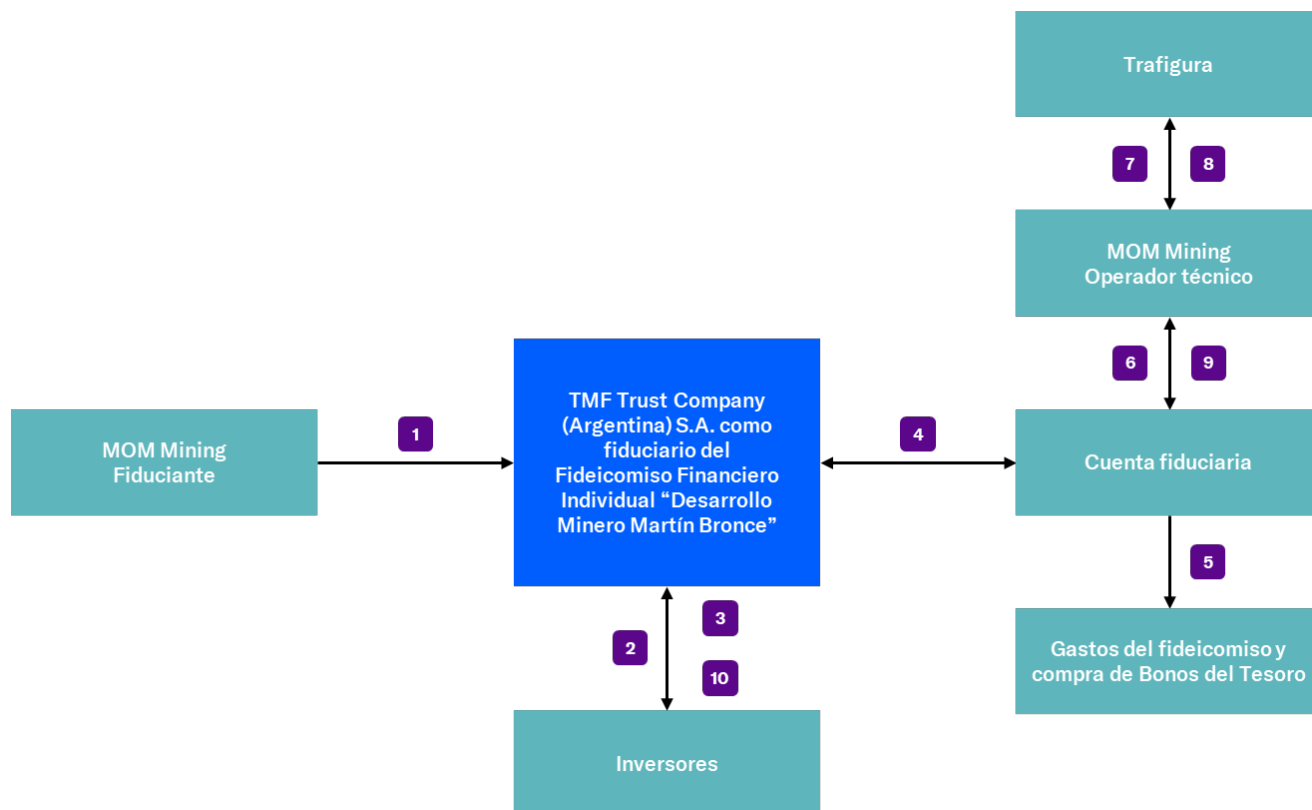 Trafigura
7
8
MOM Mining
Operador técnico
6
9
TMF Trust Company
(Argentina) S.A. como
fiduciario del
Fideicomiso Financiero
Individual “Desarrollo
Minero Martín Bronce”
MOM Mining
Fiduciante
1
4
Cuenta fiduciaria
5
2
3
10
Gastos del fideicomiso y
compra de Bonos del Tesoro
Inversores